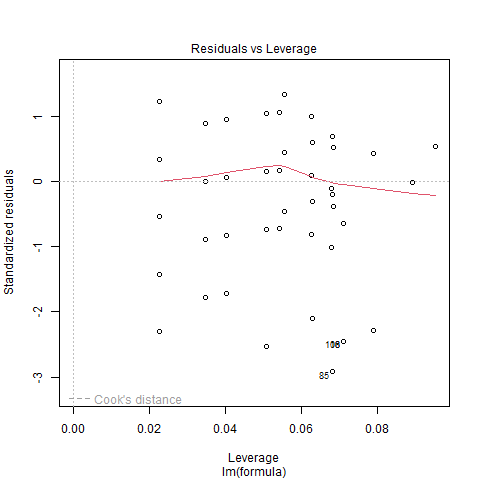 Residuals vs Leverage
Standardized residuals
1
0
-1
-2
-3
85
Cook's distance
0.00
0.02
0.04
0.06
0.08
Leverage
lm(formula)